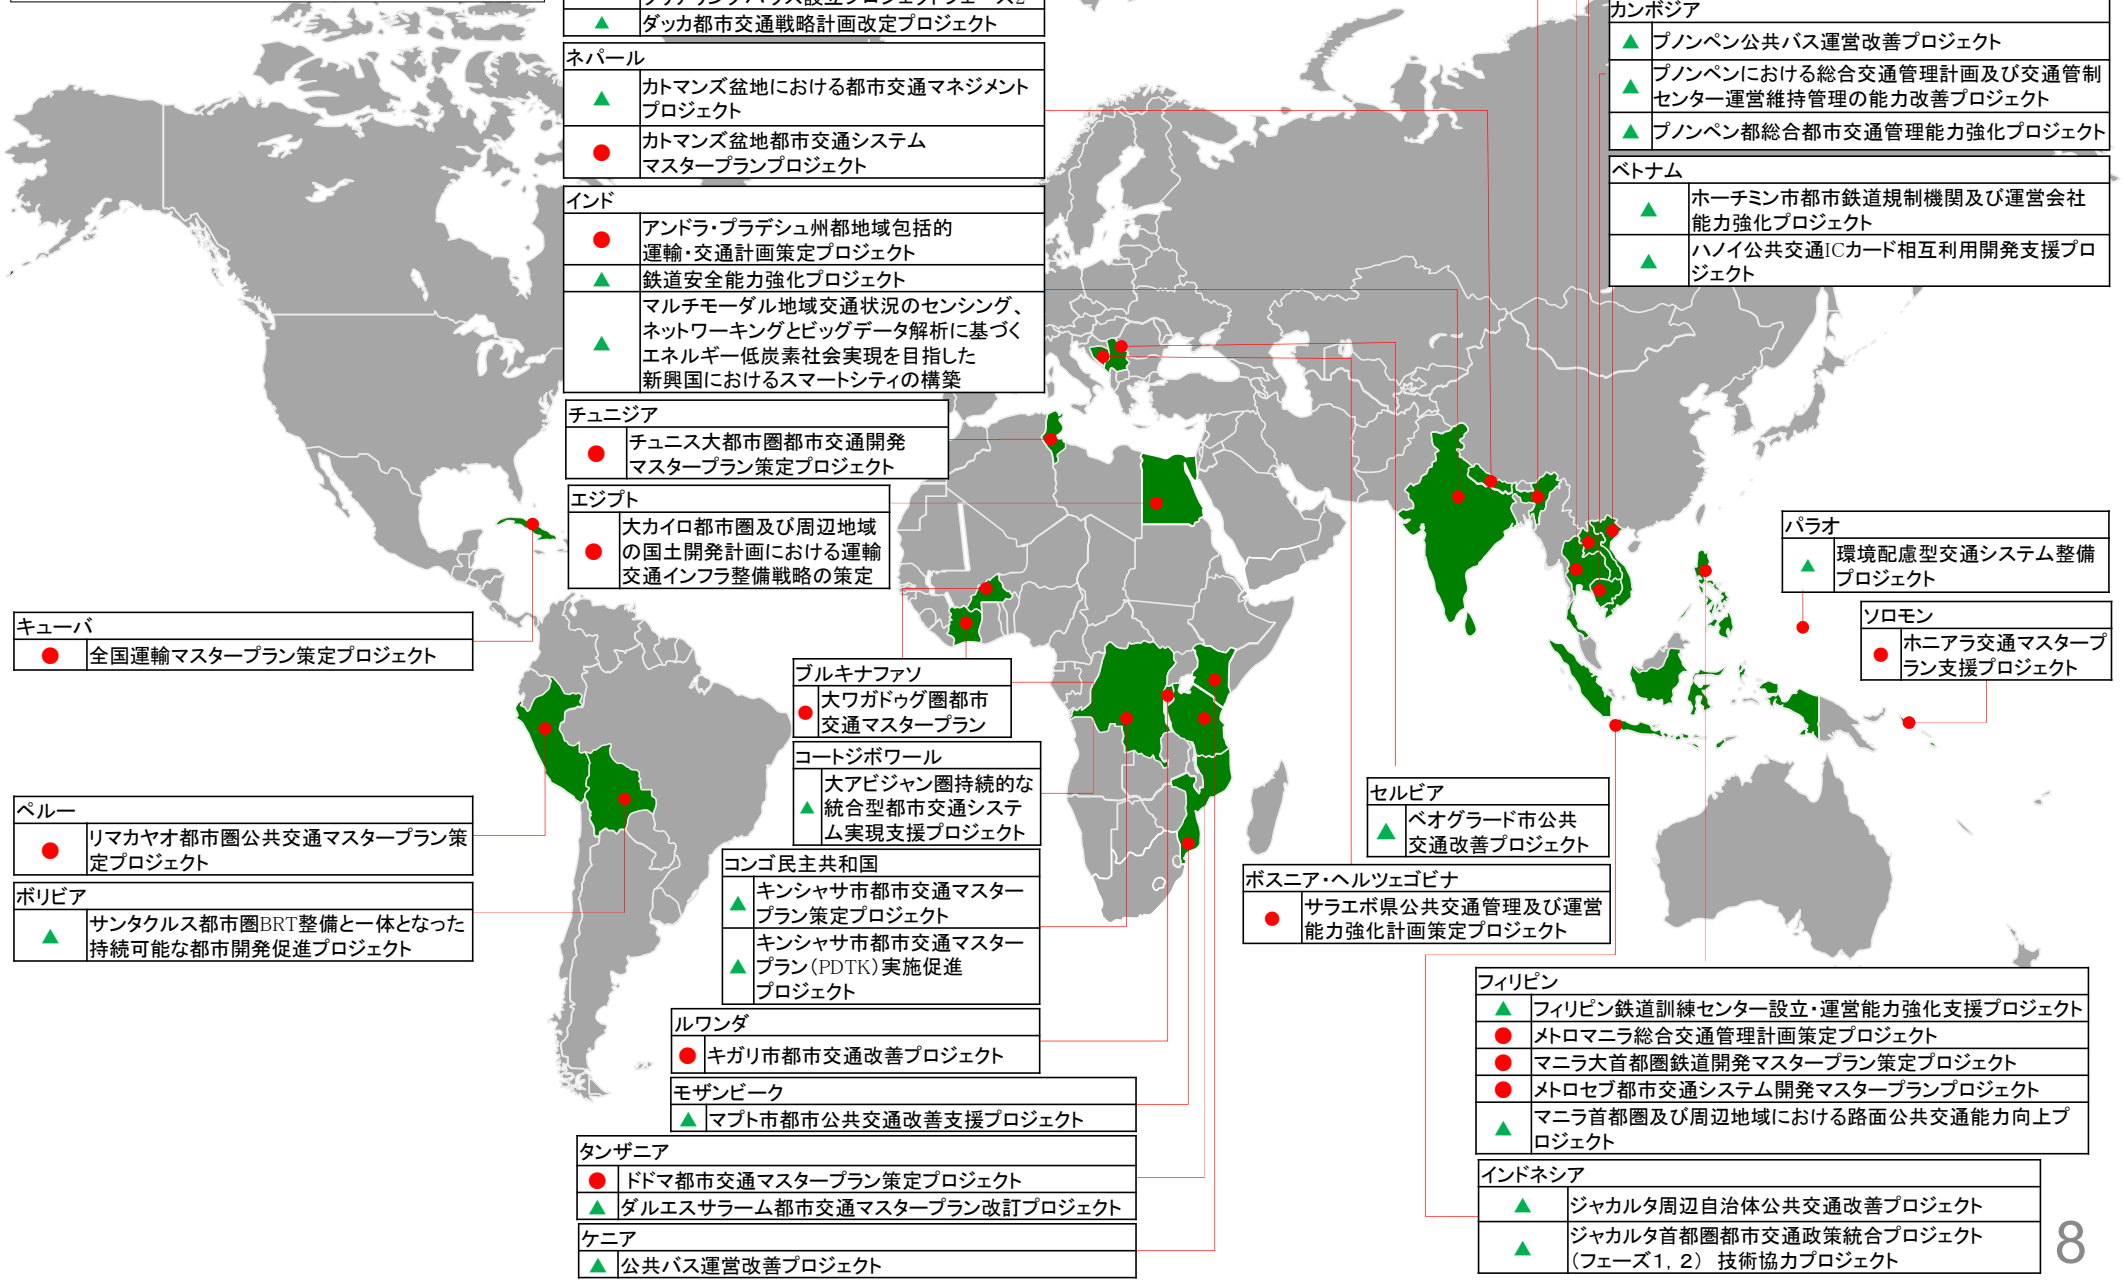 ダッカ都市交通戦略計画改定プロジェクト
ネパール
カトマンズ盆地における都市交通マネジメント
プロジェクト
カトマンズ盆地都市交通システム
マスタープランプロジェクト
インド
アンドラ・プラデシュ州都地域包括的
運輸・交通計画策定プロジェクト
鉄道安全能力強化プロジェクト
マルチモーダル地域交通状況のセンシング、
ネットワーキングとビッグデータ解析に基づく
エネルギー低炭素社会実現を目指した
新興国におけるスマートシティの構築
チュニジア
チュニス大都市圏都市交通開発
マスタープラン策定プロジェクト
エジプト
大カイロ都市圏及び周辺地域
の国土開発計画における運輸
交通インフラ整備戦略の策定
キューバ
全国運輸マスタープラン策定プロジェクト
ペルー
リマカヤオ都市圏公共交通マスタープラン策
定プロジェクト
ボリビア
サンタクルス都市圏BRT整備と一体となった
持続可能な都市開発促進プロジェクト
ブルキナファソ
大ワガドゥグ圏都市
交通マスタープラン
コートジボワール
大アビジャン圏持続的な
統合型都市交通システ
ム実現支援プロジェクト
コンゴ民主共和国
キンシャサ市都市交通マスター
プラン策定プロジェクト
キンシャサ市都市交通マスター
プラン(PDTK)実施促進
プロジェクト
ルワンダ
キガリ市都市交通改善プロジェクト
モザンビーク
マプト市都市公共交通改善支援プロジェクト
タンザニア
ドドマ都市交通マスタープラン策定プロジェクト
ダルエスサラーム都市交通マスタープラン改訂プロジェクト
ケニア
公共バス運営改善プロジェクト
カンボジア
プノンペン公共バス運営改善プロジェクト
プノンペンにおける総合交通管理計画及び交通管制
センター運営維持管理の能力改善プロジェクト
プノンペン都総合都市交通管理能力強化プロジェクト
ベトナム
ホーチミン市都市鉄道規制機関及び運営会社
能力強化プロジェクト
ハノイ公共交通ICカード相互利用開発支援プロ
ジェクト
パラオ
環境配慮型交通システム整備
プロジェクト
ソロモン
ホニアラ交通マスタープ
ラン支援プロジェクト
セルビア
ベオグラード市公共
交通改善プロジェクト
ボスニア・ヘルツェゴビナ
サラエボ県公共交通管理及び運営
能力強化計画策定プロジェクト
フィリピン
フィリピン鉄道訓練センター設立・運営能力強化支援プロジェクト
メトロマニラ総合交通管理計画策定プロジェクト
マニラ大首都圏鉄道開発マスタープラン策定プロジェクト
メトロセブ都市交通システム開発マスタープランプロジェクト
マニラ首都圏及び周辺地域における路面公共交通能力向上プ
ロジェクト
インドネシア
ジャカルタ周辺自治体公共交通改善プロジェクト
ジャカルタ首都圏都市交通政策統合プロジェクト
(フェーズ1, 2) 技術協力プロジェクト
8